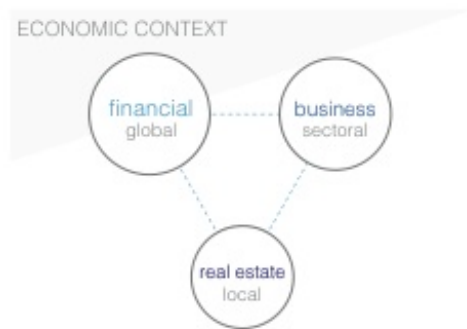 ECONOMIC CONTEXT
financial
global
business
sectoral
real estate
local